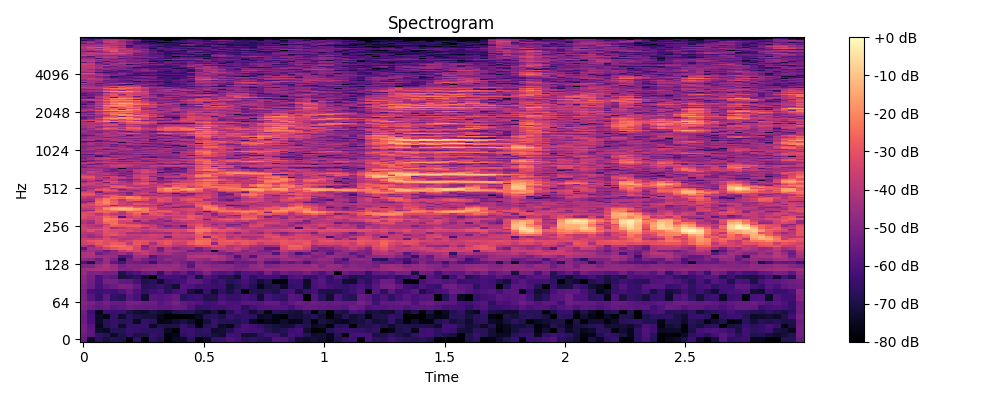 Spectrogram
Hz
4096
2048
1024
512
256
128
64
0
0
0.5
1
1.5
2
2.5
Time
+0 dB
-10 dB
-20 dB
-30 dB
-40 dB
-50 dB
-60 dB
-70 dB
-80 dB